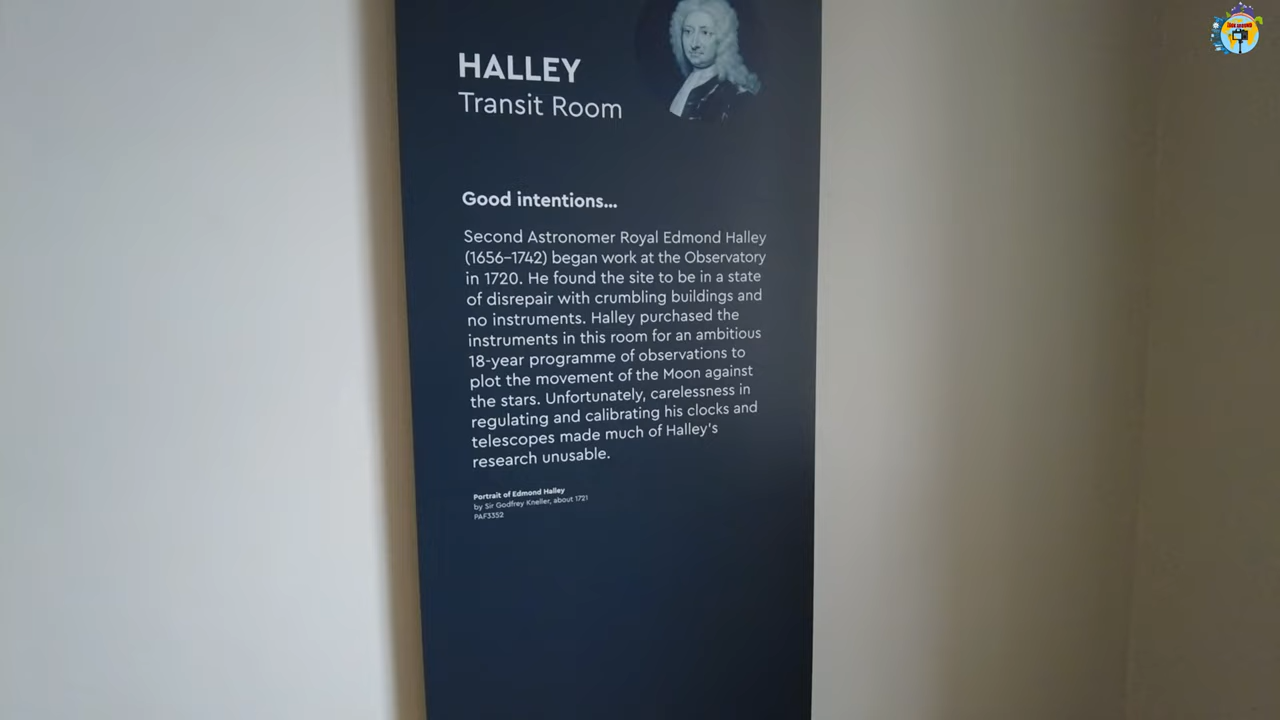 HALLEY
Transit Room
Good intentions...
Second Astronomer Royal Edmond Halley
(1656–1742) began work at the Observatory
in 1720. He found the site to be in a state
of disrepair with crumbling buildings and
no instruments. Halley purchased the
instruments in this room for an ambitious
18-year programme of observations to
plot the movement of the Moon against
the stars. Unfortunately, carelessness in
regulating and calibrating his clocks and
telescopes made much of Halley's
research unusable.
Portrait of Edmond Halley
by Sir Godfrey Kneller, about 1721
PAF3352